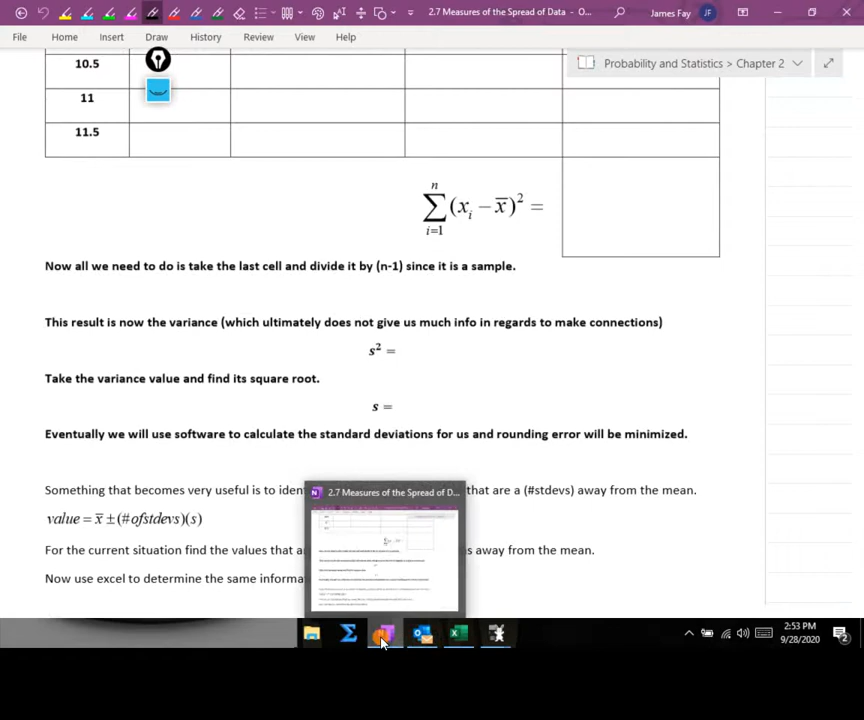 2.7 Measures of the Spread of Data - O...
James Fay
JF
File
Home
Insert
Draw
History
Review
View
Help
Probability and Statistics > Chapter 2
10.5
11
11.5
n
∑ (xᵢ − x̅)² =
i=1
Now all we need to do is take the last cell and divide it by (n-1) since it is a sample.
This result is now the variance (which ultimately does not give us much info in regards to make connections)
s² =
Take the variance value and find its square root.
s =
Eventually we will use software to calculate the standard deviations for us and rounding error will be minimized.
Something that becomes very useful is to iden
that are a (#stdevs) away from the mean.
2.7 Measures of the Spread of D...
value = x̅ ± (#ofstdevs)(s)
For the current situation find the values that a
s away from the mean.
Now use excel to determine the same informa
2:53 PM
9/28/2020
2